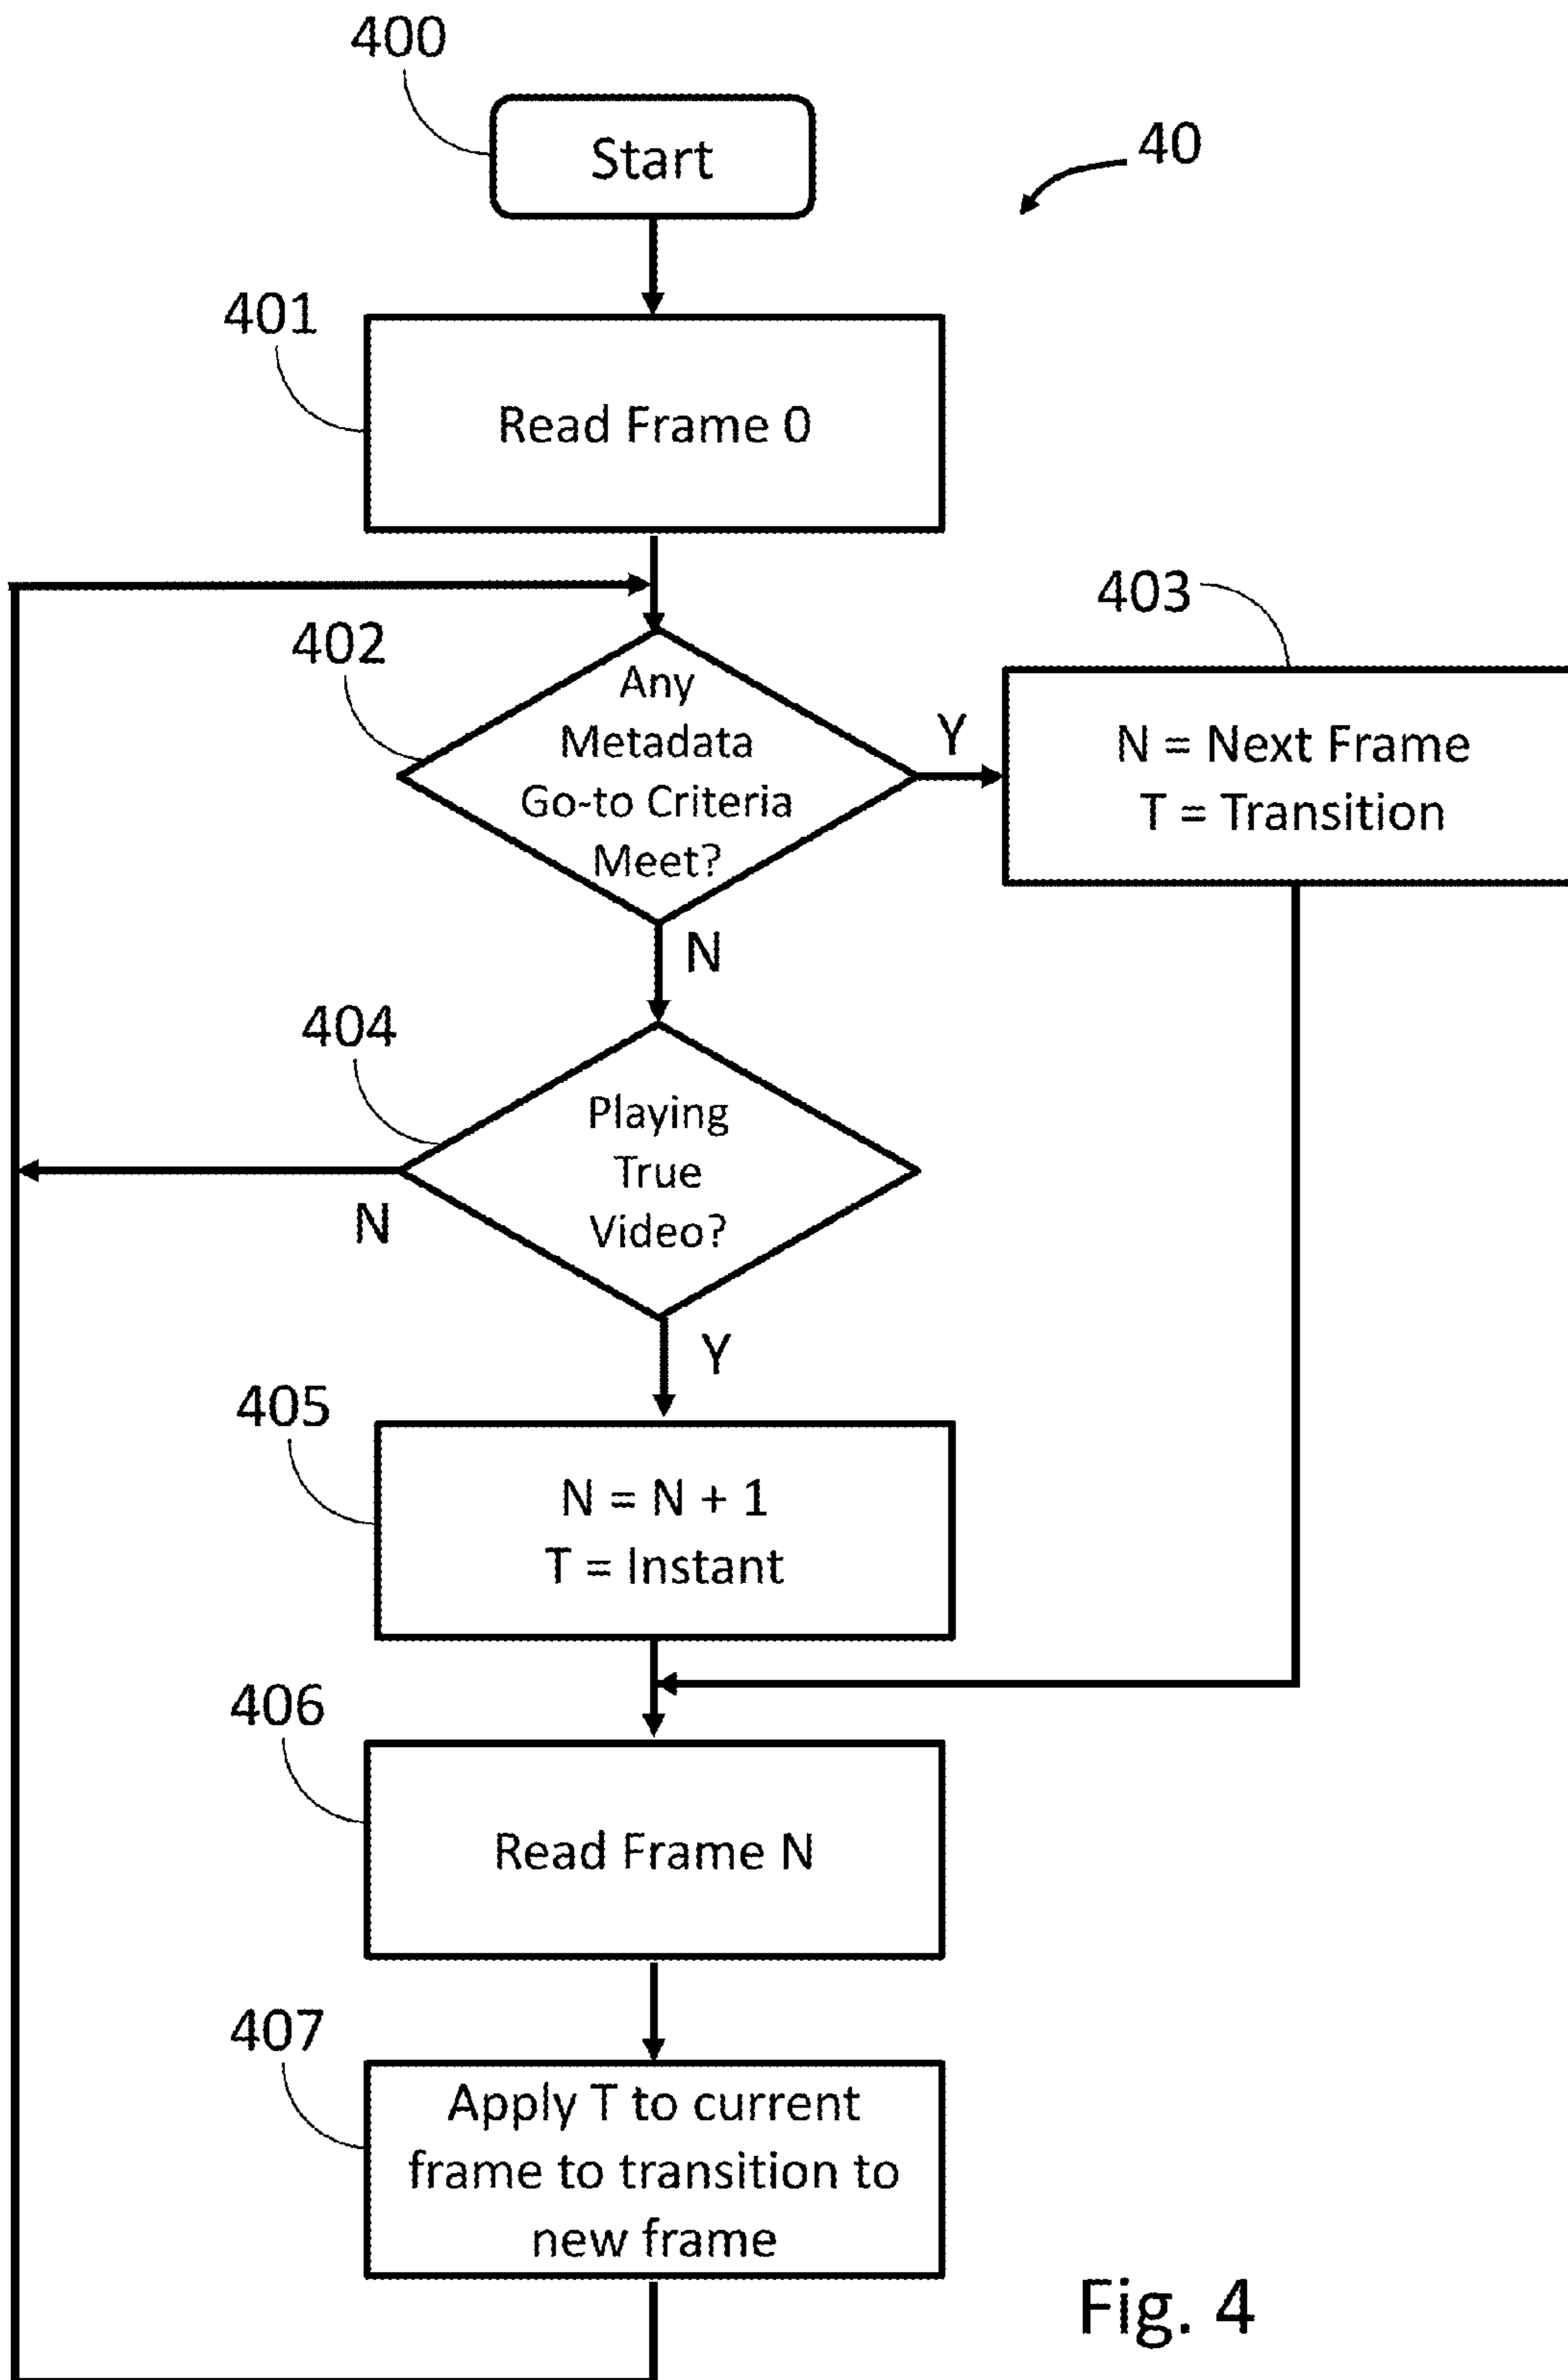 400
Start
40
401
Read Frame 0
402
Any
Metadata
Go-to Criteria
Meet?
Y
403
N = Next Frame
T = Transition
N
404
Playing
True
Video?
N
Y
405
N = N + 1
T = Instant
406
Read Frame N
407
Apply T to current
frame to transition to
new frame
Fig. 4